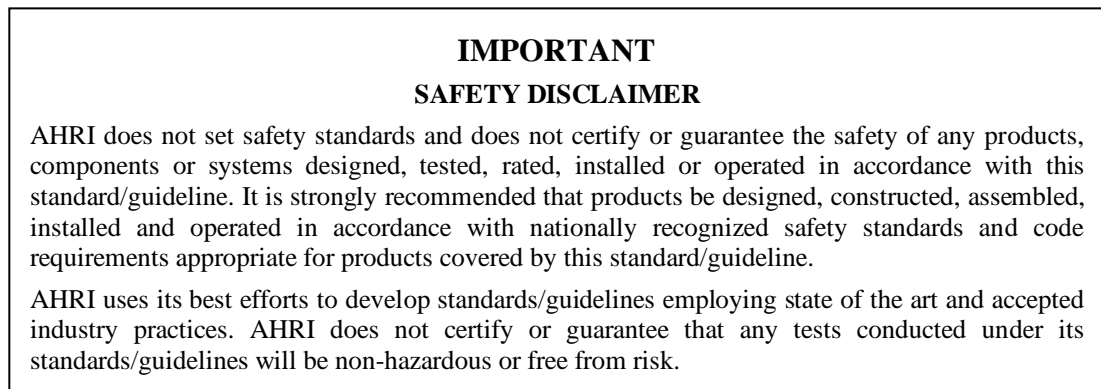 IMPORTANT
SAFETY DISCLAIMER
AHRI does not set safety standards and does not certify or guarantee the safety of any products,
components or systems designed, tested, rated, installed or operated in accordance with this
standard/guideline. It is strongly recommended that products be designed, constructed, assembled,
installed and operated in accordance with nationally recognized safety standards and code
requirements appropriate for products covered by this standard/guideline.
AHRI uses its best efforts to develop standards/guidelines employing state of the art and accepted
industry practices. AHRI does not certify or guarantee that any tests conducted under its
standards/guidelines will be non-hazardous or free from risk.